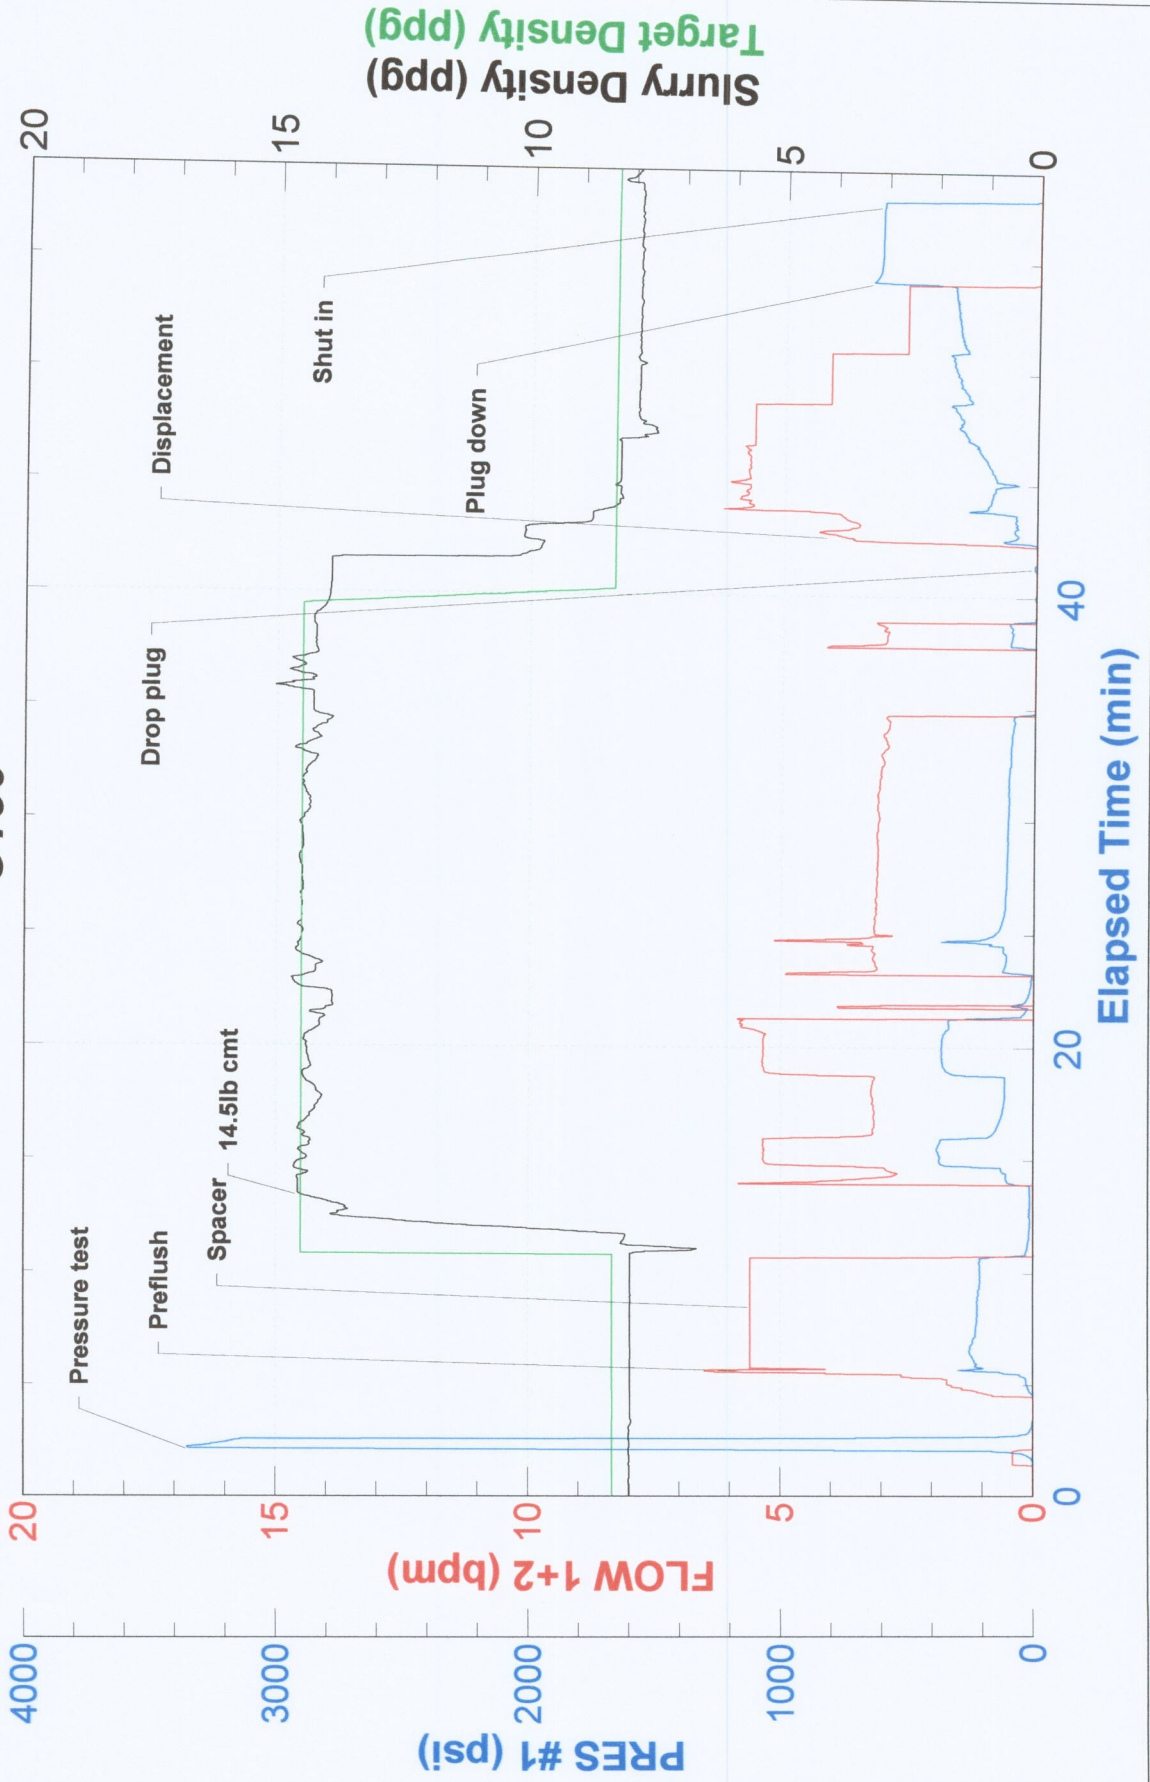 4000
3000
2000
1000
0
PRES #1 (psi)
20
15
10
5
0
FLOW 1+2 (bpm)
Pressure test
Preflush
Spacer
14.5lb cmt
Drop plug
Displacement
Plug down
Shut in
0
20
40
Elapsed Time (min)
20
15
10
5
0
Slurry Density (ppg)
Target Density (ppg)